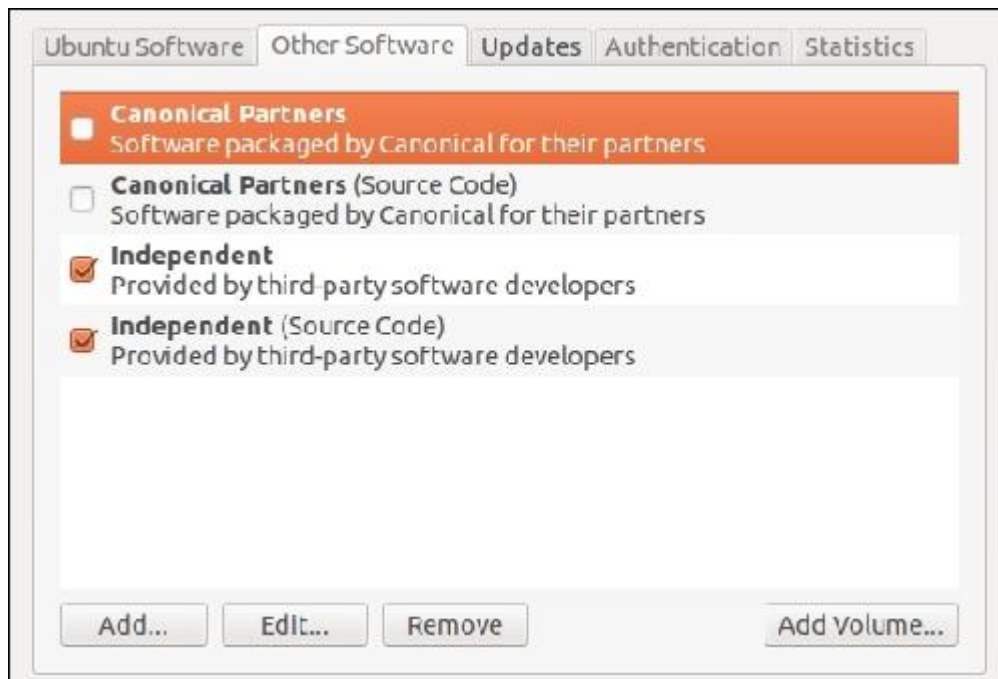 Ubuntu Software Other Software Updates Authentication Statistics
Canonical Partners
Software packaged by Canonical for their partners
Canonical Partners (Source Code)
Software packaged by Canonical for their partners
Independent
Provided by third-party software developers
Independent (Source Code)
Provided by third-party software developers
Add... Edit... Remove Add Volume...